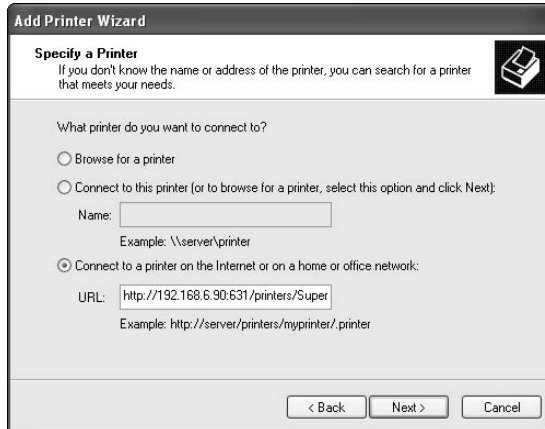 Add Printer Wizard
Specify a Printer
If you don't know the name or address of the printer, you can search for a printer
that meets your needs.
What printer do you want to connect to?
Browse for a printer
Connect to this printer (or to browse for a printer, select this option and click Next):
Name:
Example: \\server\printer
Connect to a printer on the Internet or on a home or office network:
URL: http://192.168.6.90:631/printers/Super
Example: http://server/printers/myprinter/.printer
< Back Next > Cancel